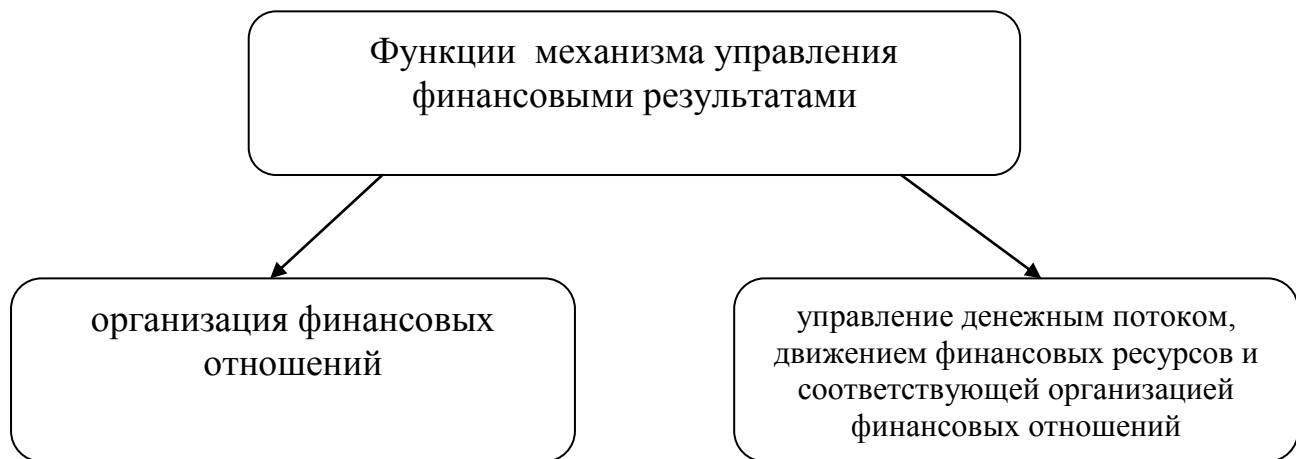 Функции механизма управления
финансовыми результатами
организация финансовых
отношений
управление денежным потоком,
движением финансовых ресурсов и
соответствующей организацией
финансовых отношений